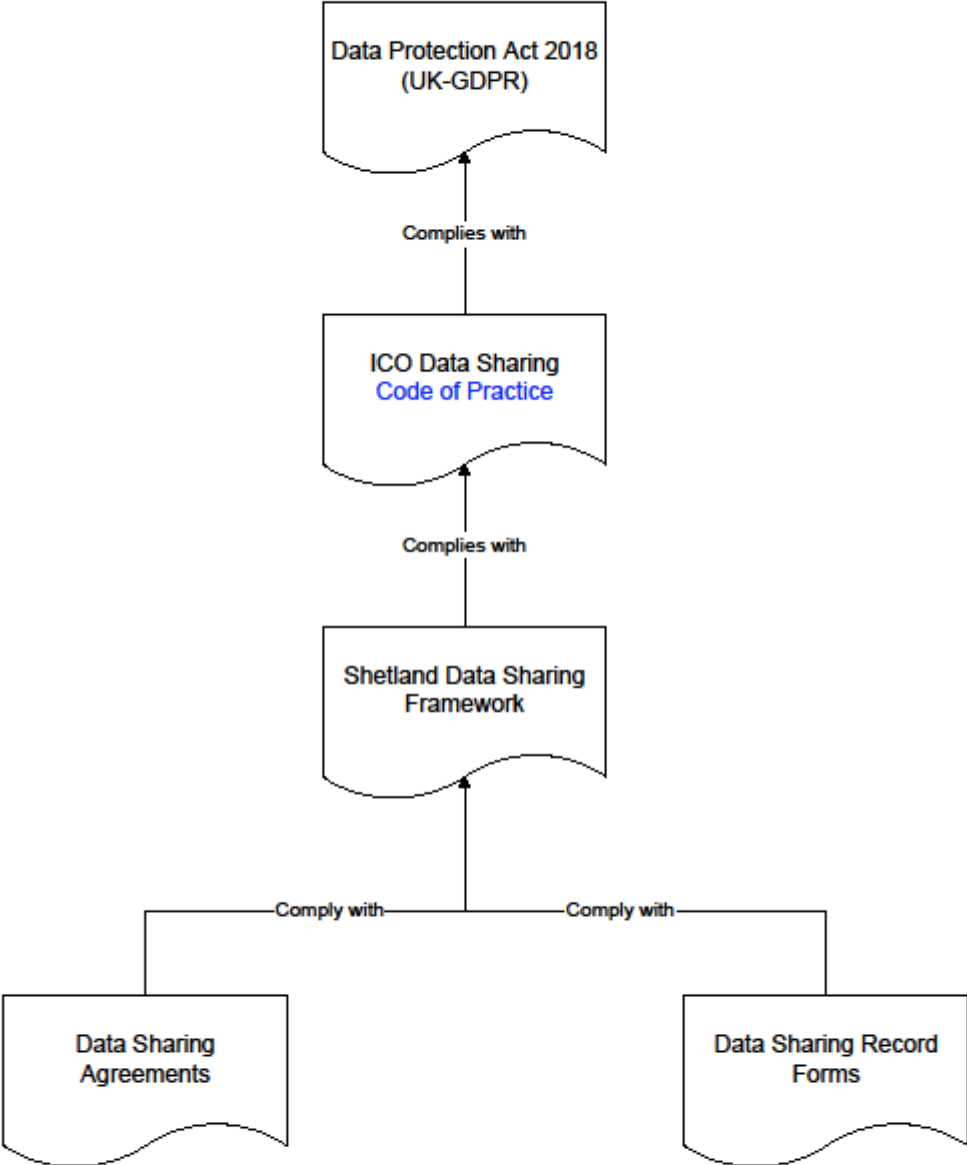 Data Protection Act 2018
(UK-GDPR)
Complies with
ICO Data Sharing
Code of Practice
Complies with
Shetland Data Sharing
Framework
Comply with
Comply with
Data Sharing
Agreements
Data Sharing Record
Forms